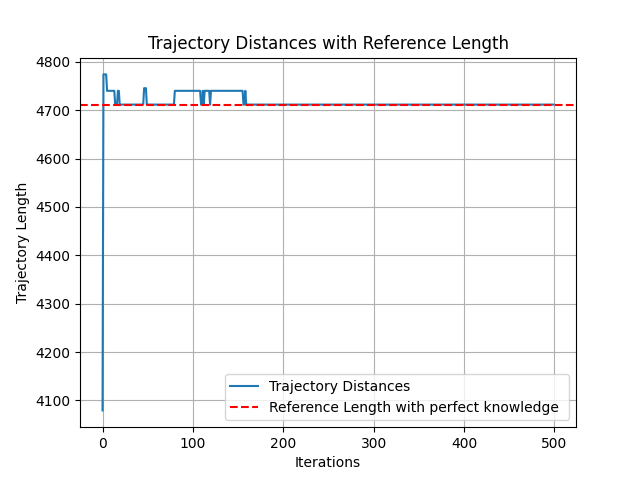 Trajectory Distances with Reference Length
4800
4700
4600
4500
4400
4300
4200
4100
Trajectory Length
Trajectory Distances
Reference Length with perfect knowledge
0 100 200 300 400 500
Iterations